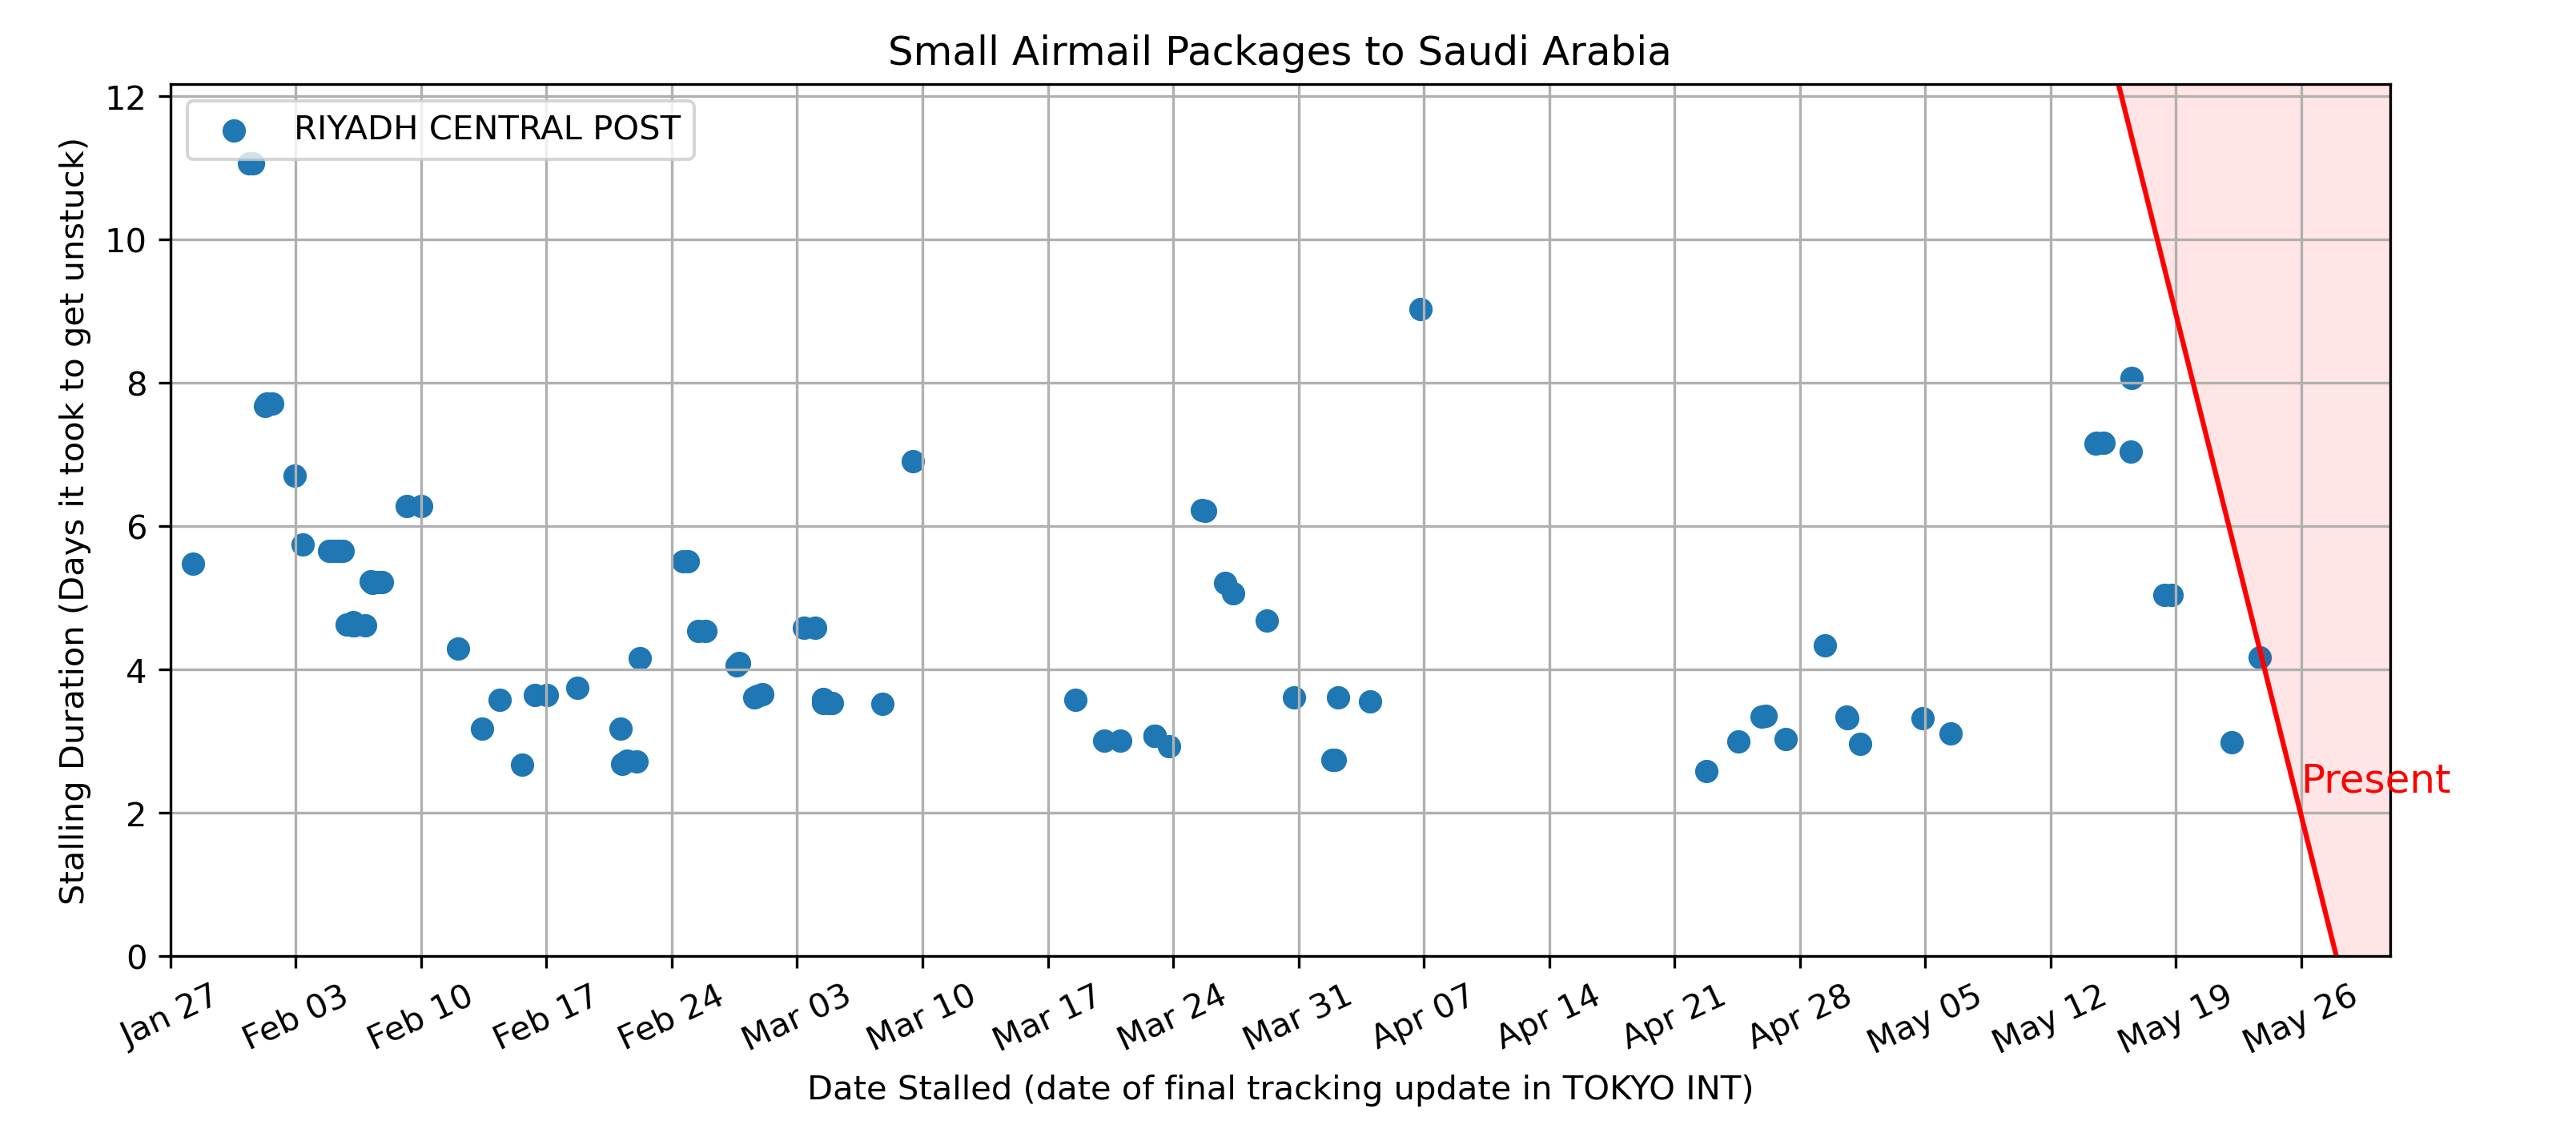 Small Airmail Packages to Saudi Arabia
RIYADH CENTRAL POST
Stalling Duration (Days it took to get unstuck)
12
10
8
6
4
2
0
Present
Jan 27
Feb 03
Feb 10
Feb 17
Feb 24
Mar 03
Mar 10
Mar 17
Mar 24
Mar 31
Apr 07
Apr 14
Apr 21
Apr 28
May 05
May 12
May 19
May 26
Date Stalled (date of final tracking update in TOKYO INT)